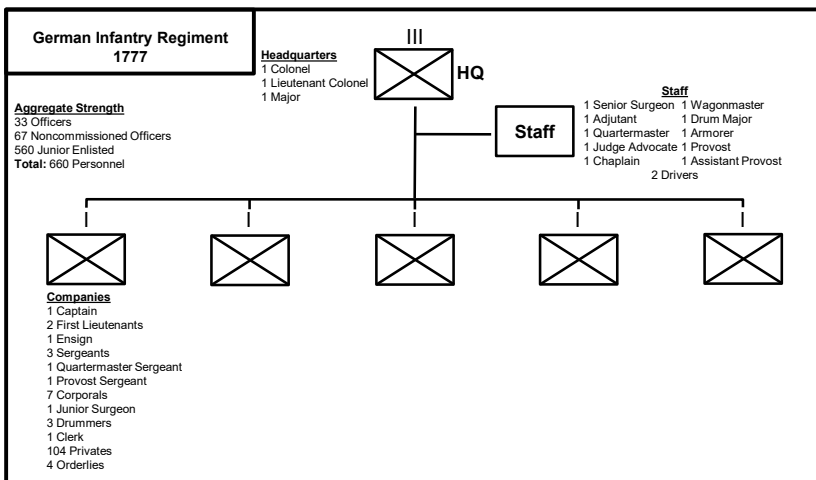 German Infantry Regiment
1777
Headquarters
1 Colonel
1 Lieutenant Colonel
1 Major
HQ
Aggregate Strength
33 Officers
67 Noncommissioned Officers
560 Junior Enlisted
Total: 660 Personnel
Staff
Staff
1 Senior Surgeon 1 Wagonmaster
1 Adjutant 1 Drum Major
1 Quartermaster 1 Armorer
1 Judge Advocate 1 Provost
1 Chaplain 1 Assistant Provost
2 Drivers
Companies
1 Captain
2 First Lieutenants
1 Ensign
3 Sergeants
1 Quartermaster Sergeant
1 Provost Sergeant
7 Corporals
1 Junior Surgeon
3 Drummers
1 Clerk
104 Privates
4 Orderlies